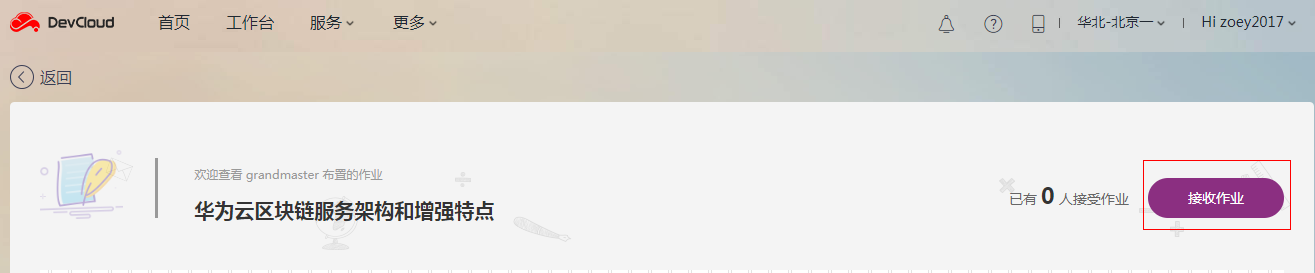 DevCloud 首页 工作台 服务 更多 华北-北京一 Hi zoey2017
返回
欢迎查看 grandmaster 布置的作业
华为云区块链服务架构和增强特点
已有 0 人接受作业 接收作业